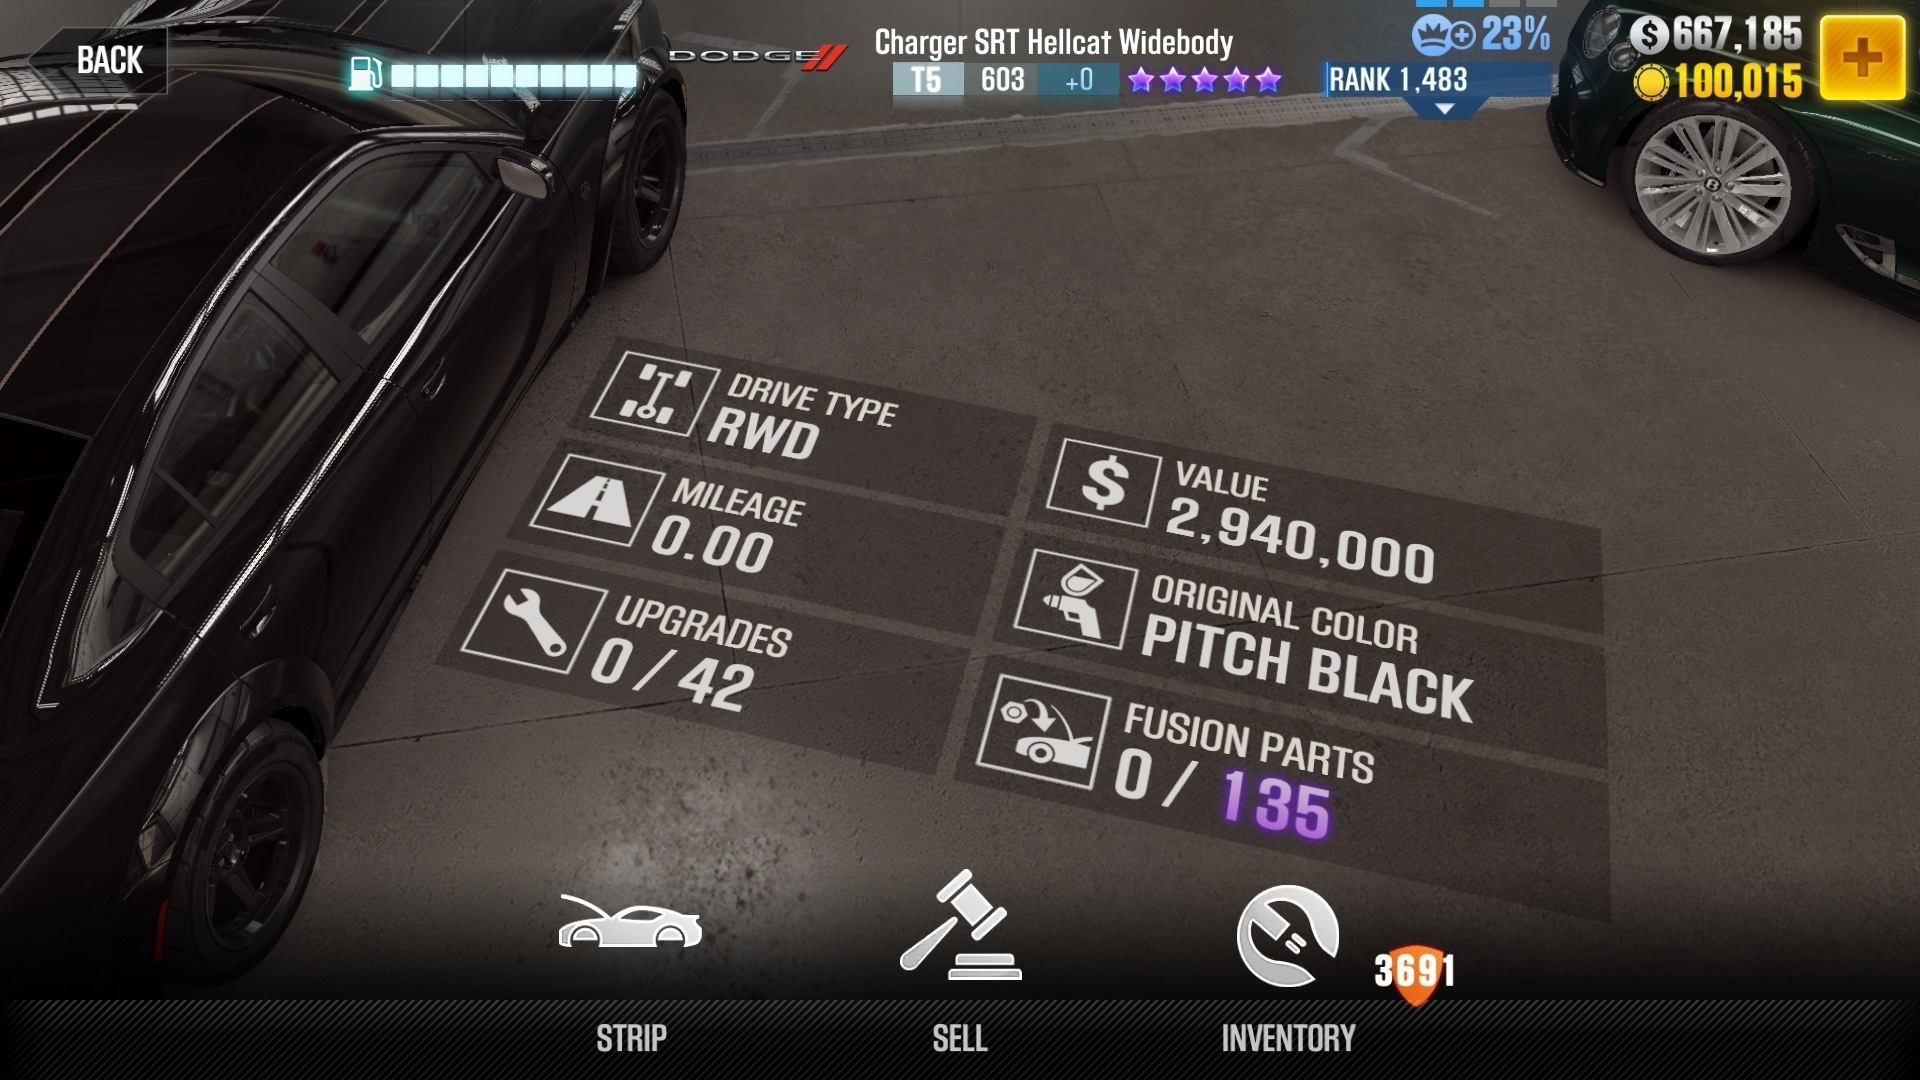 BACK
DODGE
Charger SRT Hellcat Widebody
T5 603 +0
23%
RANK 1,483
667,185
100,015
DRIVE TYPE
RWD
MILEAGE
0.00
UPGRADES
0/42
VALUE
2,940,000
ORIGINAL COLOR
PITCH BLACK
FUSION PARTS
0/ 135
STRIP
SELL
INVENTORY
3691